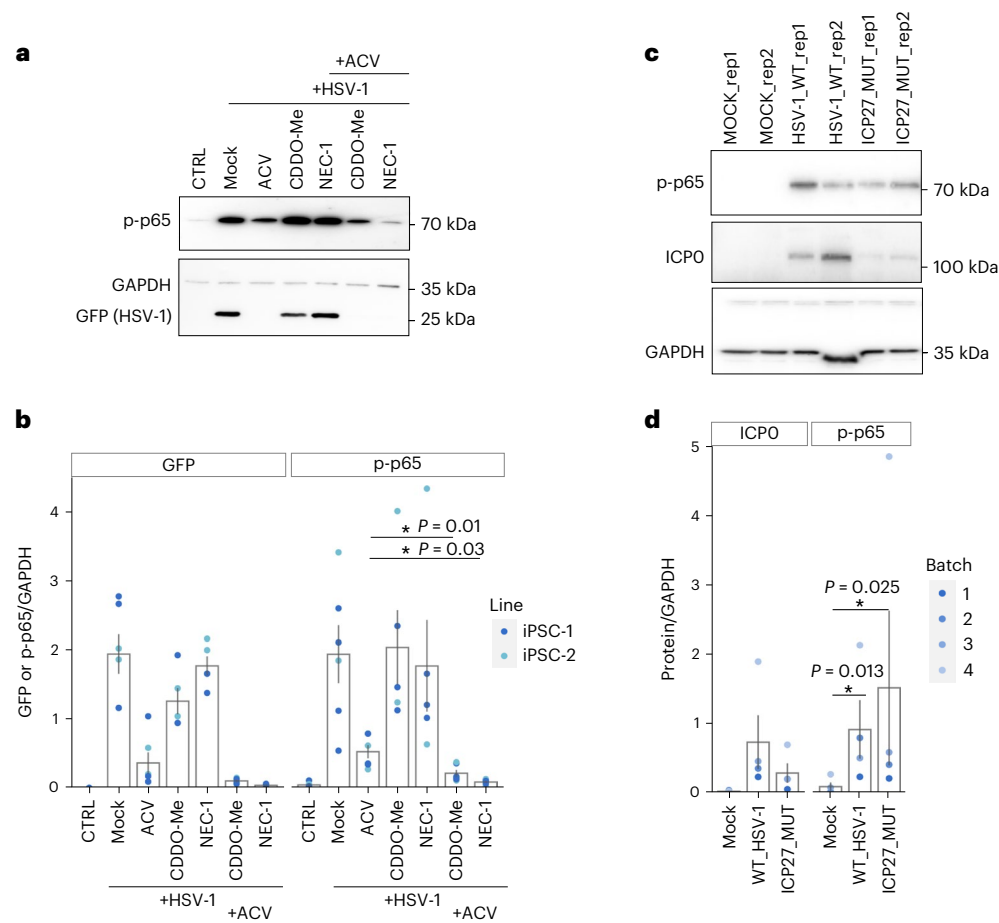 a
+ACV
+HSV-1
CTRL
Mock
ACV
CDDO-Me
NEC-1
CDDO-Me
NEC-1
p-p65
70 kDa
GAPDH
35 kDa
GFP (HSV-1)
25 kDa
b
GFP
p-p65
GFP or p-p65/GAPDH
4
3
2
1
0
* P = 0.01
* P = 0.03
Line
iPSC-1
iPSC-2
CTRL
Mock
ACV
CDDO-Me
NEC-1
CDDO-Me
NEC-1
CTRL
Mock
ACV
CDDO-Me
NEC-1
CDDO-Me
NEC-1
+HSV-1
+ACV
+HSV-1
+ACV
c
MOCK_rep1
MOCK_rep2
HSV-1_WT_rep1
HSV-1_WT_rep2
ICP27_MUT_rep1
ICP27_MUT_rep2
p-p65
70 kDa
ICP0
100 kDa
GAPDH
35 kDa
d
ICP0
p-p65
Protein/GAPDH
5
4
3
2
1
0
P = 0.025
*
P = 0.013
*
Batch
1
2
3
4
Mock
WT_HSV-1
ICP27_MUT
Mock
WT_HSV-1
ICP27_MUT